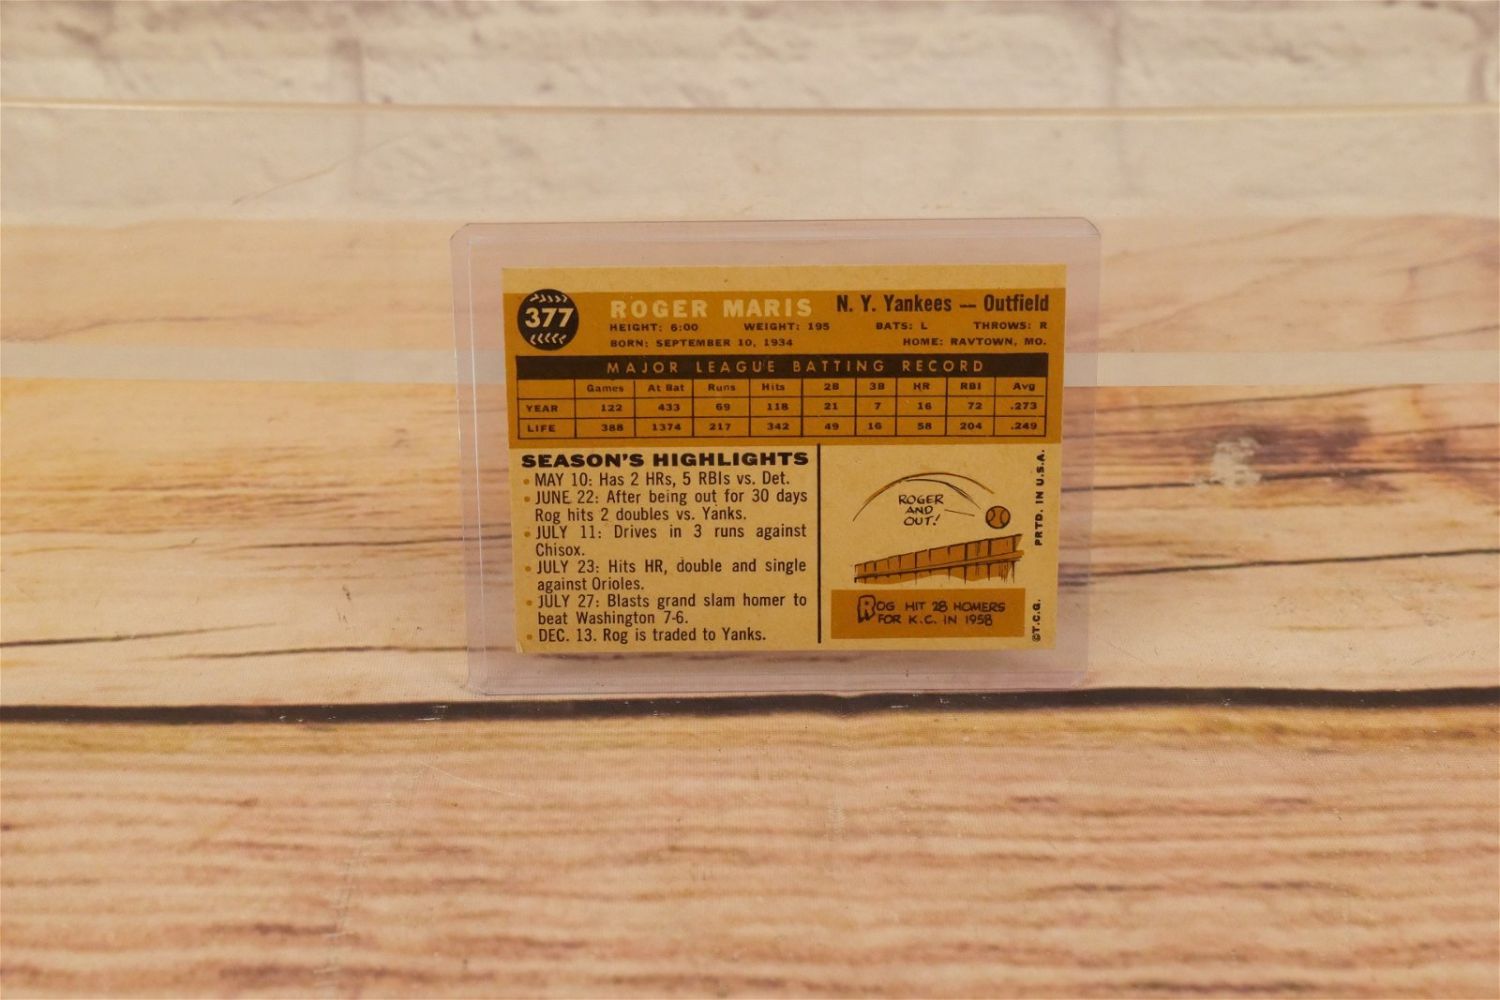 377
ROGER MARIS N. Y. Yankees — Outfield
HEIGHT: 6:00 WEIGHT: 195 BATS: L THROWS: R
BORN: SEPTEMBER 10, 1934 HOME: RAYTOWN, MO.
MAJOR LEAGUE BATTING RECORD
Games At Bat Runs Hits 2B 3B HR RBI Avg
YEAR 122 433 69 118 21 7 16 72 .273
LIFE 388 1374 217 342 49 16 58 204 .249
SEASON'S HIGHLIGHTS
• MAY 10: Has 2 HRs, 5 RBIs vs. Det.
• JUNE 22: After being out for 30 days
Rog hits 2 doubles vs. Yanks.
• JULY 11: Drives in 3 runs against
Chisox.
• JULY 23: Hits HR, double and single
against Orioles.
• JULY 27: Blasts grand slam homer to
beat Washington 7-6.
• DEC. 13. Rog is traded to Yanks.
ROGER
AND
OUT!
ROG HIT 28 HOMERS
FOR K.C. IN 1958
©T.C.G. PRTD. IN U.S.A.